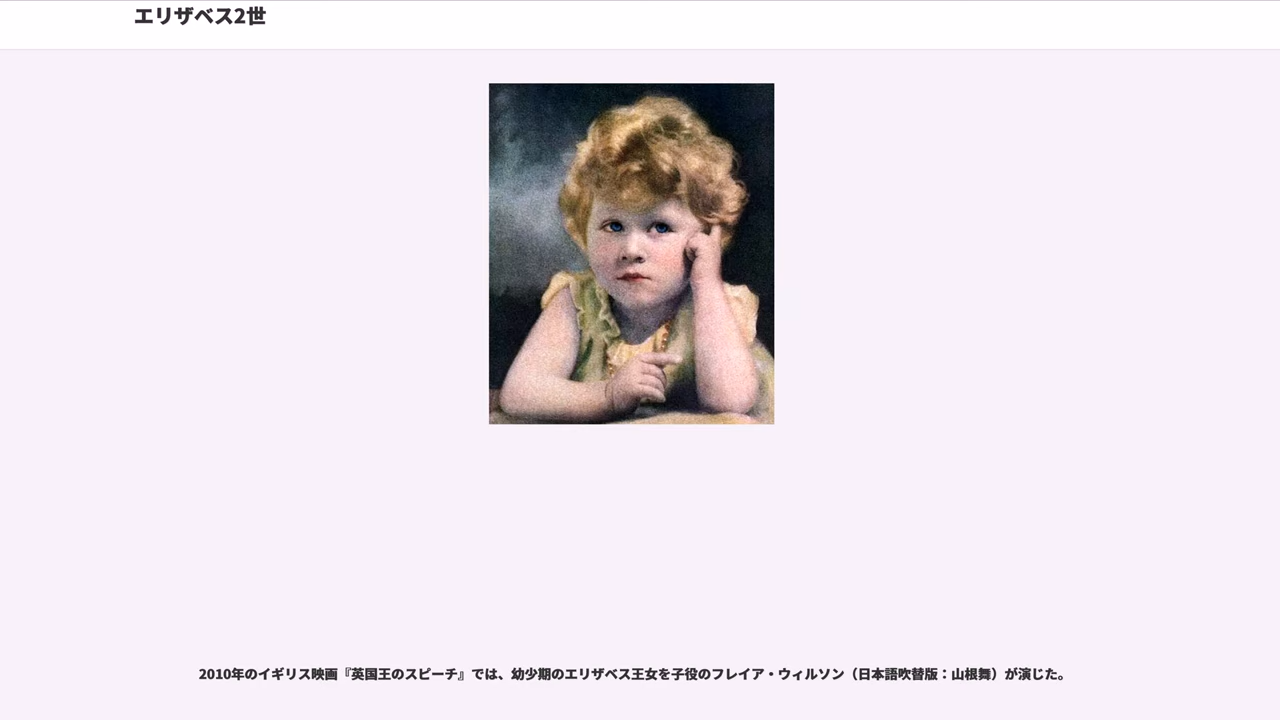 エリザベス2世
2010年のイギリス映画『英国王のスピーチ』では、幼少期のエリザベス王女を子役のフレイア・ウィルソン（日本語吹替版：山根舞）が演じた。